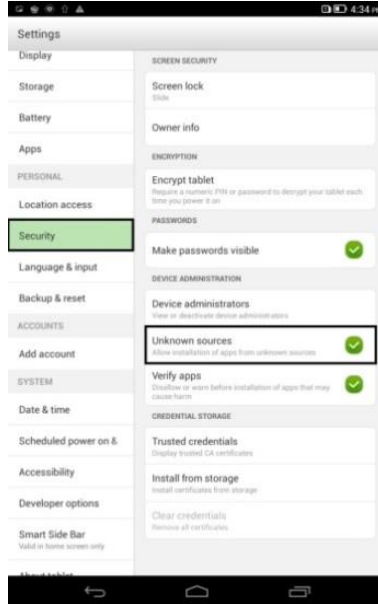 4:34 PM
Settings
Display
Storage
Battery
Apps
PERSONAL
Location access
Security
Language & input
Backup & reset
ACCOUNTS
Add account
SYSTEM
Date & time
Scheduled power on &
Accessibility
Developer options
Smart Side Bar
Valid in home screen only
About tablet
SCREEN SECURITY
Screen lock
Slide
Owner info
ENCRYPTION
Encrypt tablet
Require a numeric PIN or password to decrypt your tablet each
time you power it on
PASSWORDS
Make passwords visible
DEVICE ADMINISTRATION
Device administrators
View or deactivate device administrators
Unknown sources
Allow installation of apps from unknown sources
Verify apps
Disallow or warn before installation of apps that may
cause harm
CREDENTIAL STORAGE
Trusted credentials
Display trusted CA certificates
Install from storage
Install certificates from storage
Clear credentials
Remove all certificates